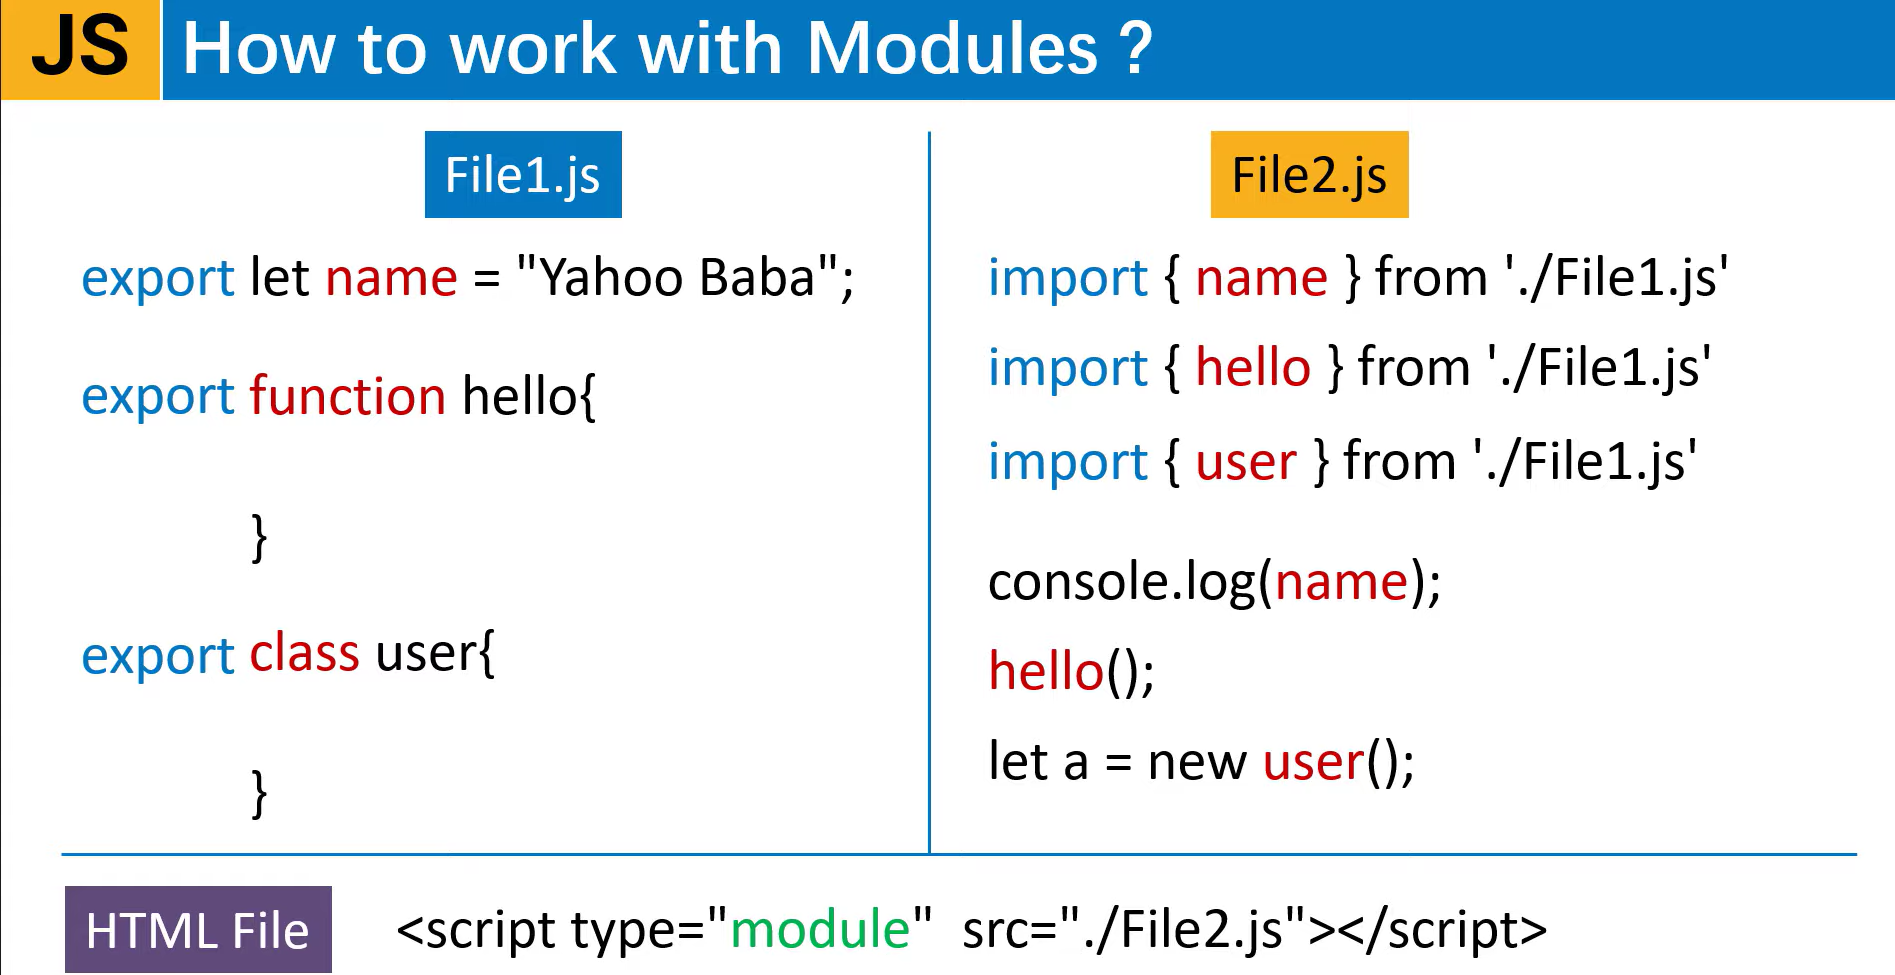 JS How to work with Modules ?
File1.js
export let name = "Yahoo Baba";
export function hello{
}
export class user{
}
File2.js
import { name } from './File1.js'
import { hello } from './File1.js'
import { user } from './File1.js'
console.log(name);
hello();
let a = new user();
HTML File <script type="module" src="./File2.js"></script>